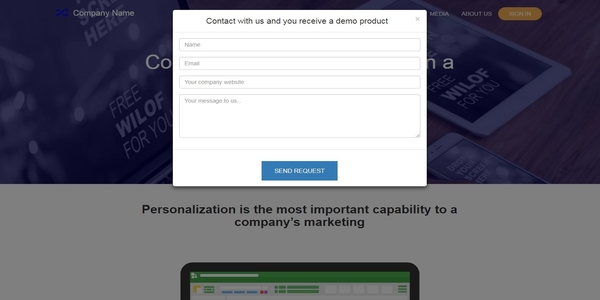 Company Name
MEDIA
ABOUT US
SIGN IN
Contact with us and you receive a demo product
×
Name
Email
Your company website
Your message to us...
SEND REQUEST
Co
n a
HERE
FREE
WILOF
FOR YOU
FREE
WILOF
FOR YOU
Personalization is the most important capability to a
company's marketing